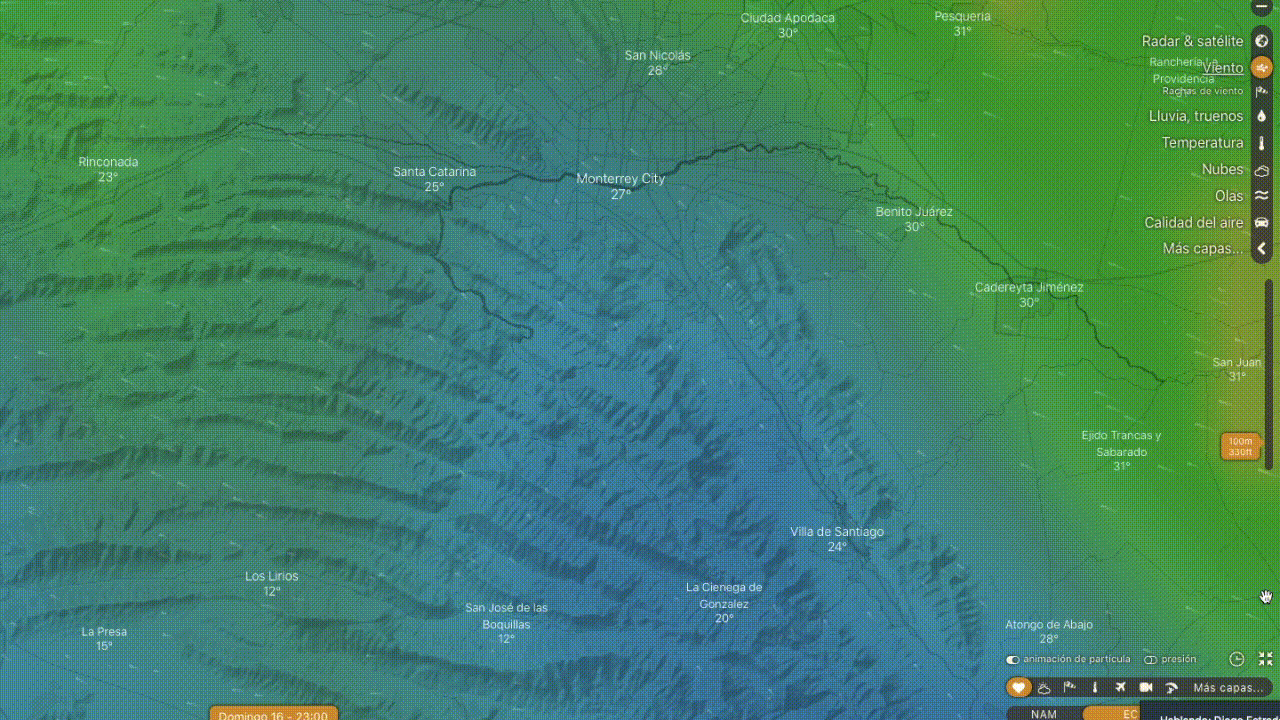 Ciudad Apodaca
30°
Pesquería
31°
San Nicolás
28°
Radar & satélite
Ranchería La
Viento
Providencia
Rachas de viento
Lluvia, truenos
Temperatura
Nubes
Olas
Calidad del aire
Más capas...
Rinconada
23°
Santa Catarina
25°
Monterrey City
27°
Benito Juárez
30°
Cadereyta Jiménez
30°
San Juan
31°
Ejido Trancas y
Sabarado
31°
100m
330ft
Villa de Santiago
24°
Los Lirios
12°
La Cienega de
Gonzalez
20°
San José de las
Boquillas
12°
La Presa
15°
Atongo de Abajo
28°
animación de partícula
presión
Más capas...
Domingo 16 - 23:00
NAM
EC